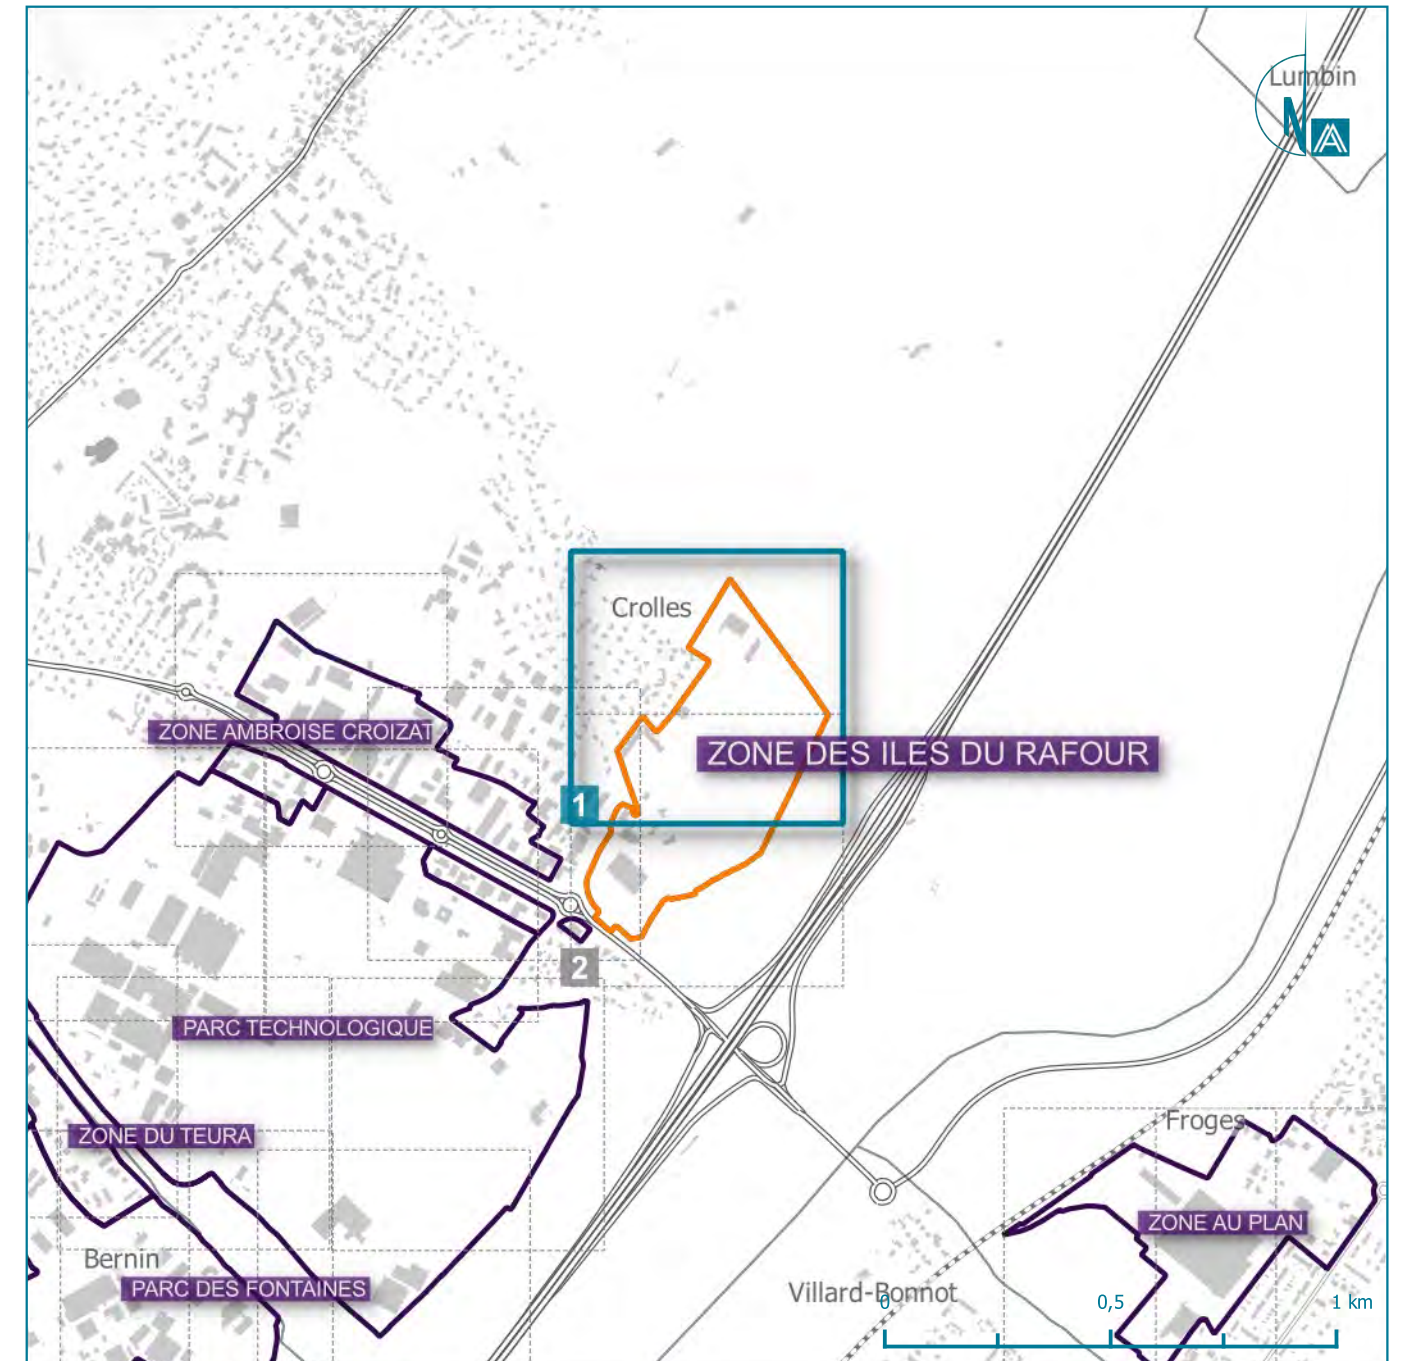 Lumbin
N
Crolles
ZONE AMBROISE CROIZAT
ZONE DES ILES DU RAFOUR
1
2
PARC TECHNOLOGIQUE
Froges
ZONE DU TEURA
ZONE AU PLAN
Bernin
PARC DES FONTAINES
Villard-Bonnot
0 0,5 1 km